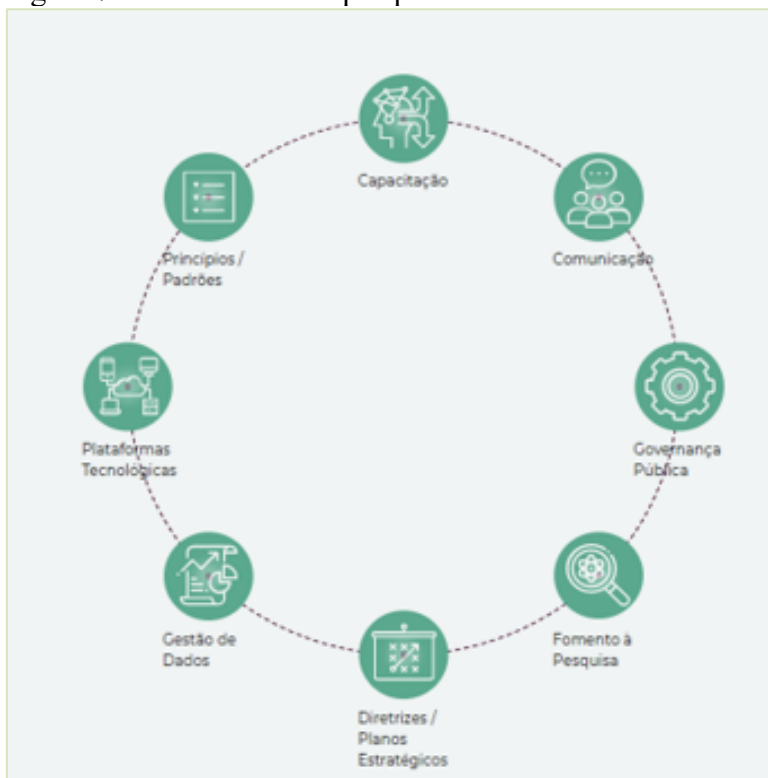 Capacitação
Comunicação
Princípios /
Padrões
Plataformas
Tecnológicas
Governança
Pública
Gestão de
Dados
Fomento à
Pesquisa
Diretrizes /
Planos
Estratégicos